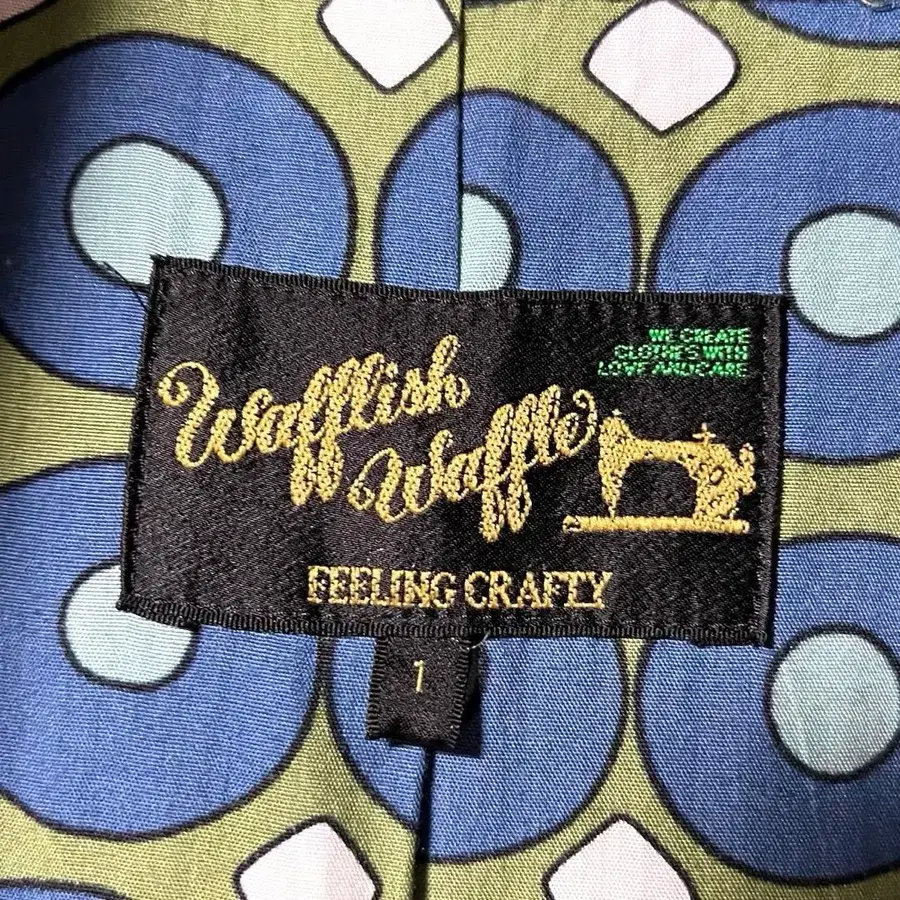 WE CREATE
CLOTHES WITH
LOVE AND CARE
Wafflish
Waffle
FEELING CRAFTY
1